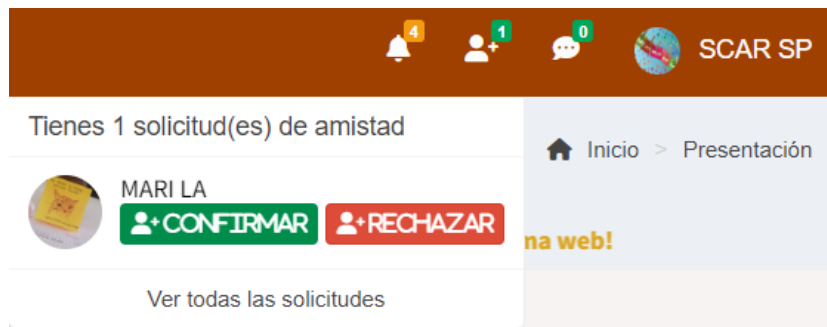 4 1 0 SCAR SP
Tienes 1 solicitud(es) de amistad
Inicio > Presentación
MARI LA
CONFIRMAR RECHAZAR
ma web!
Ver todas las solicitudes